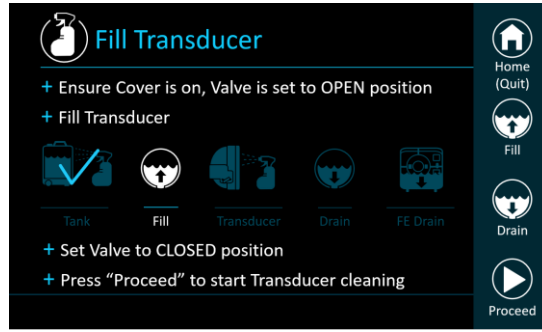 Fill Transducer
+ Ensure Cover is on, Valve is set to OPEN position
+ Fill Transducer
Tank
Fill
Transducer
Drain
FE Drain
+ Set Valve to CLOSED position
+ Press “Proceed” to start Transducer cleaning
Home
(Quit)
Fill
Drain
Proceed